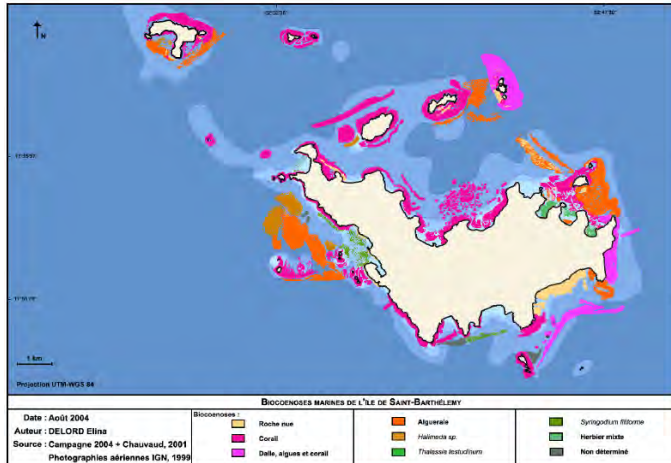 N
1 km
Projection UTM-WGS 84
BIOCOENOSES MARINES DE L'ÎLE DE SAINT-BARTHÉLEMY
Date : Août 2004
Auteur : DELORD Elina
Source : Campagne 2004 + Chauvaud, 2001
Photographies aériennes IGN, 1999
Biocoenoses :
Roche nue
Corail
Dalle, algues et corail
Algueraie
Halimeda sp.
Thalassia testudinum
Syringodium filiforme
Herbier mixte
Non déterminé